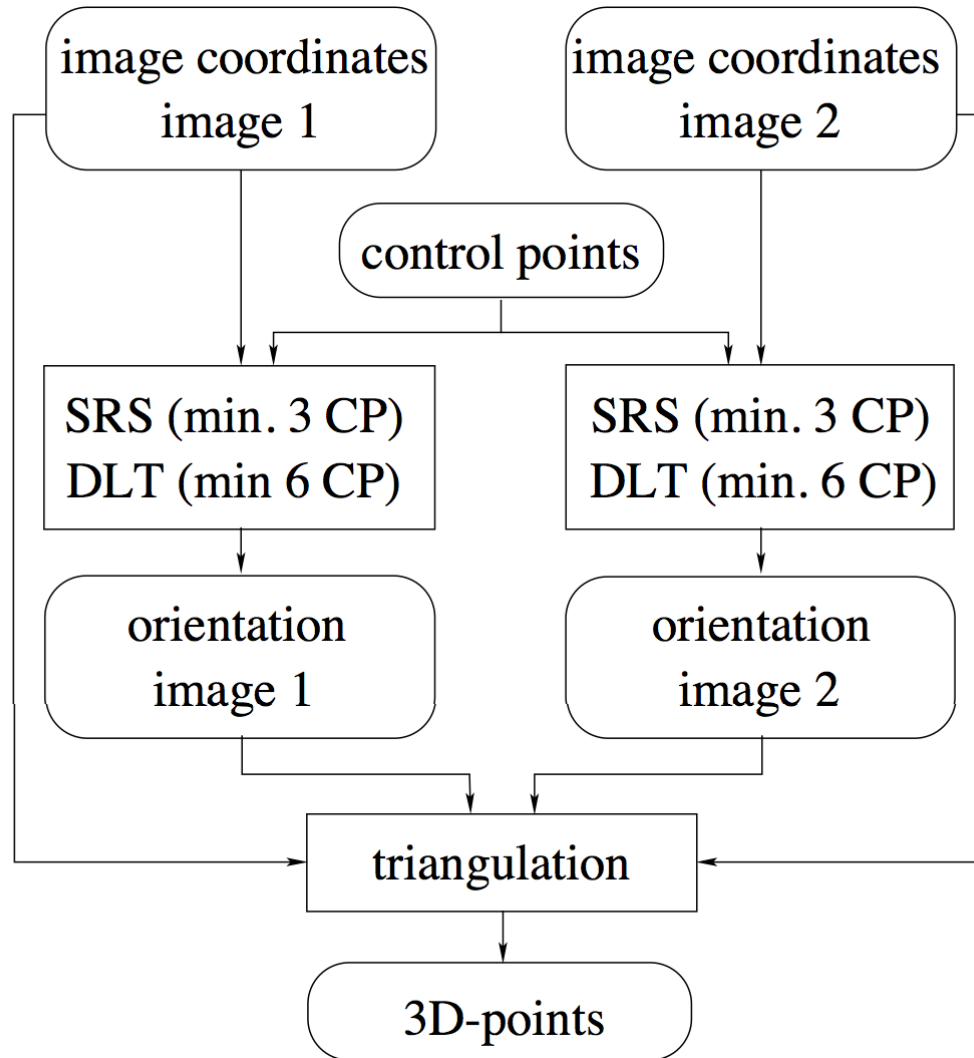 image coordinates
image 1
image coordinates
image 2
control points
SRS (min. 3 CP)
DLT (min 6 CP)
SRS (min. 3 CP)
DLT (min. 6 CP)
orientation
image 1
orientation
image 2
triangulation
3D-points